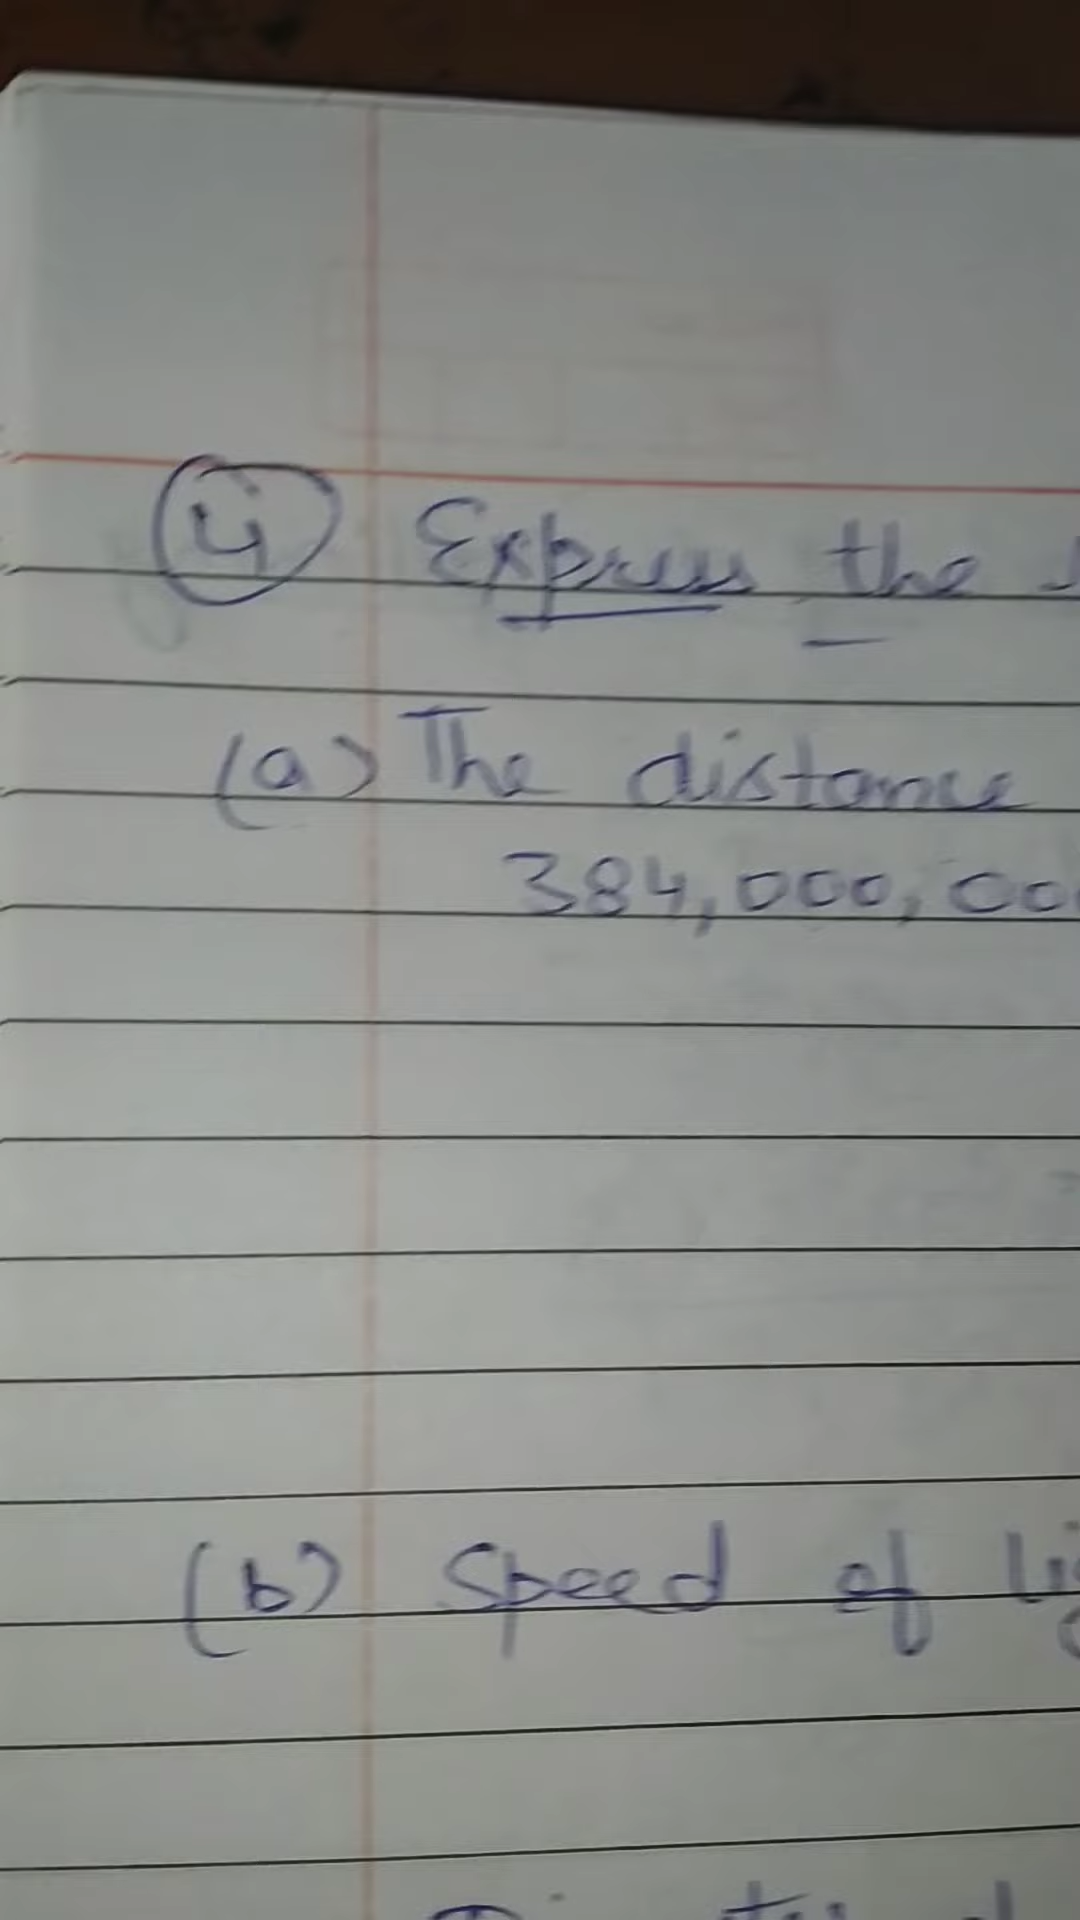 4 Express the
(a) The distance
384,000,00
(b) Speed of